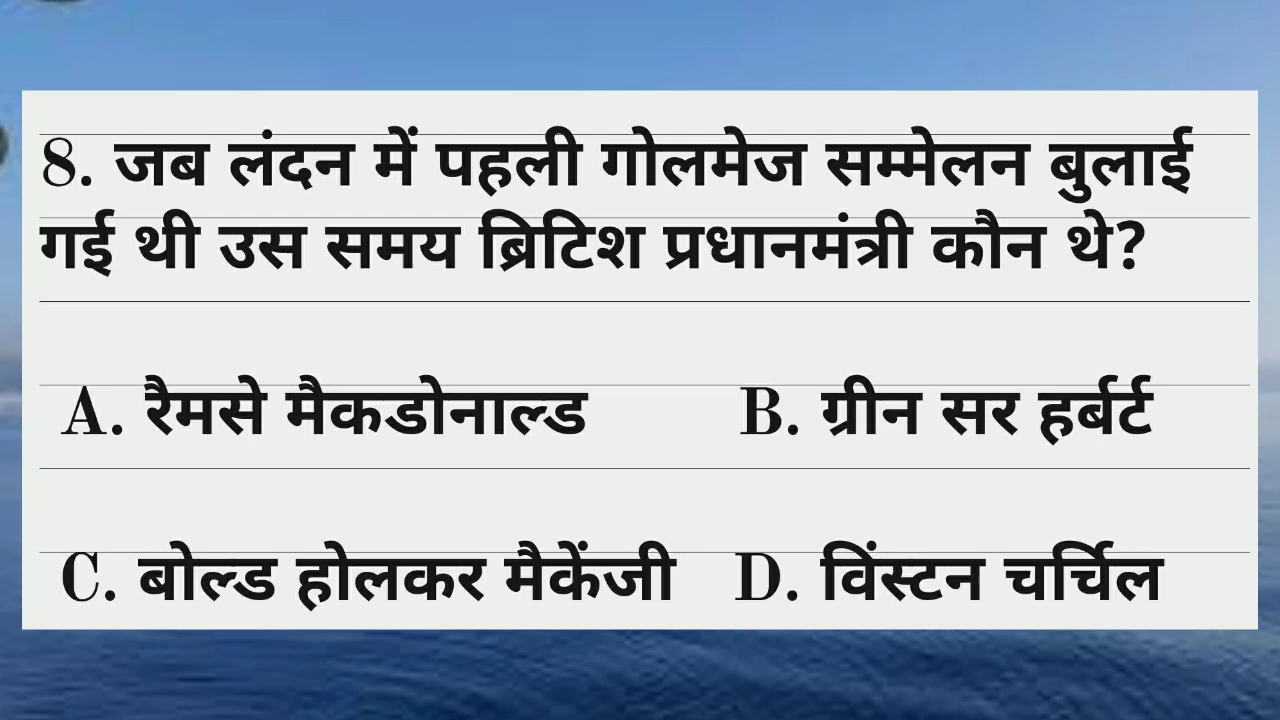 8. जब लंदन में पहली गोलमेज सम्मेलन बुलाई
गई थी उस समय ब्रिटिश प्रधानमंत्री कौन थे?
A. रैमसे मैकडोनाल्ड B. ग्रीन सर हर्बर्ट
C. बोल्ड होलकर मैकेंजी D. विंस्टन चर्चिल